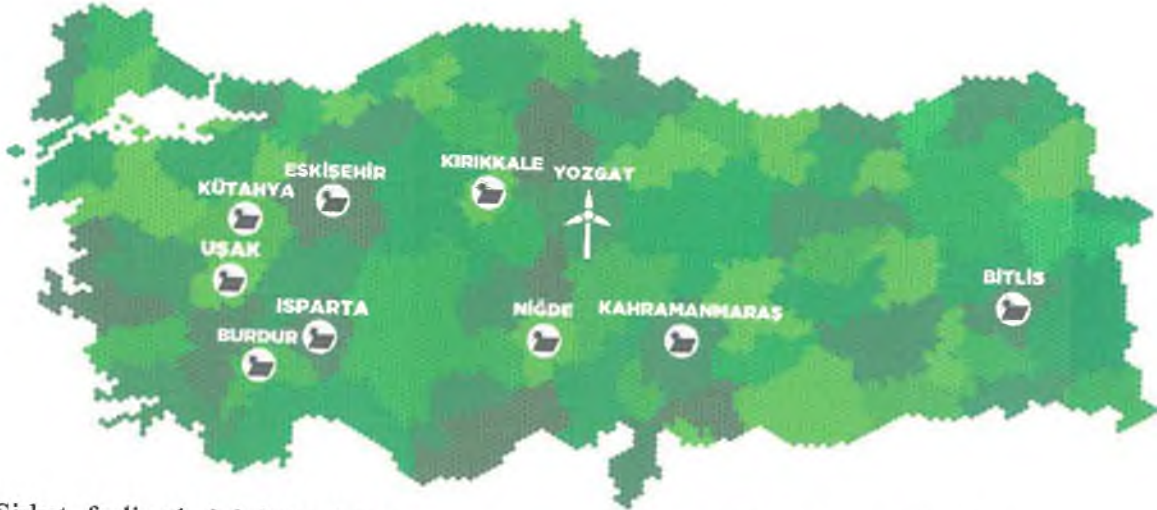 ESKİŞEHİR
KIRIKKALE
YOZGAT
KÜTAHYA
UŞAK
ISPARTA
BURDUR
NİĞDE
KAHRAMANMARAŞ
BİTLİS